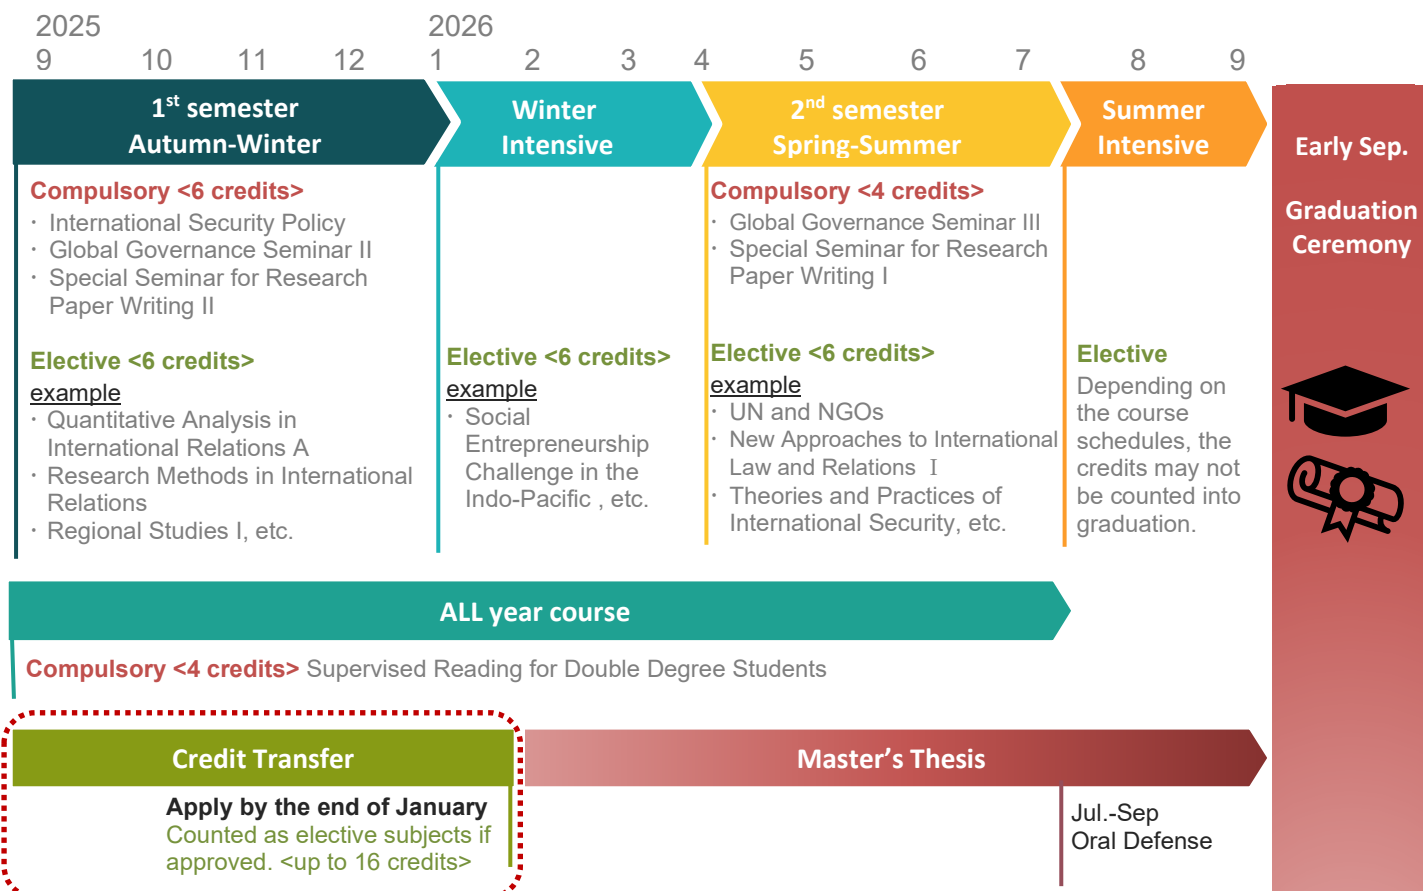 2025
2026
9 10 11 12 1 2 3 4 5 6 7 8 9
1st semester
Autumn-Winter
Winter
Intensive
2nd semester
Spring-Summer
Summer
Intensive
Early Sep.
Graduation
Ceremony
Compulsory <6 credits>
・ International Security Policy
・ Global Governance Seminar II
・ Special Seminar for Research
Paper Writing II
Elective <6 credits>
example
・ Quantitative Analysis in
International Relations A
・ Research Methods in International
Relations
・ Regional Studies I, etc.
Elective <6 credits>
example
・ Social
Entrepreneurship
Challenge in the
Indo-Pacific , etc.
Compulsory <4 credits>
・ Global Governance Seminar III
・ Special Seminar for Research
Paper Writing I
Elective <6 credits>
example
・ UN and NGOs
・ New Approaches to International
Law and Relations Ⅰ
・ Theories and Practices of
International Security, etc.
Elective
Depending on
the course
schedules, the
credits may not
be counted into
graduation.
ALL year course
Compulsory <4 credits> Supervised Reading for Double Degree Students
Credit Transfer
Apply by the end of January
Counted as elective subjects if
approved. <up to 16 credits>
Master’s Thesis
Jul.-Sep
Oral Defense